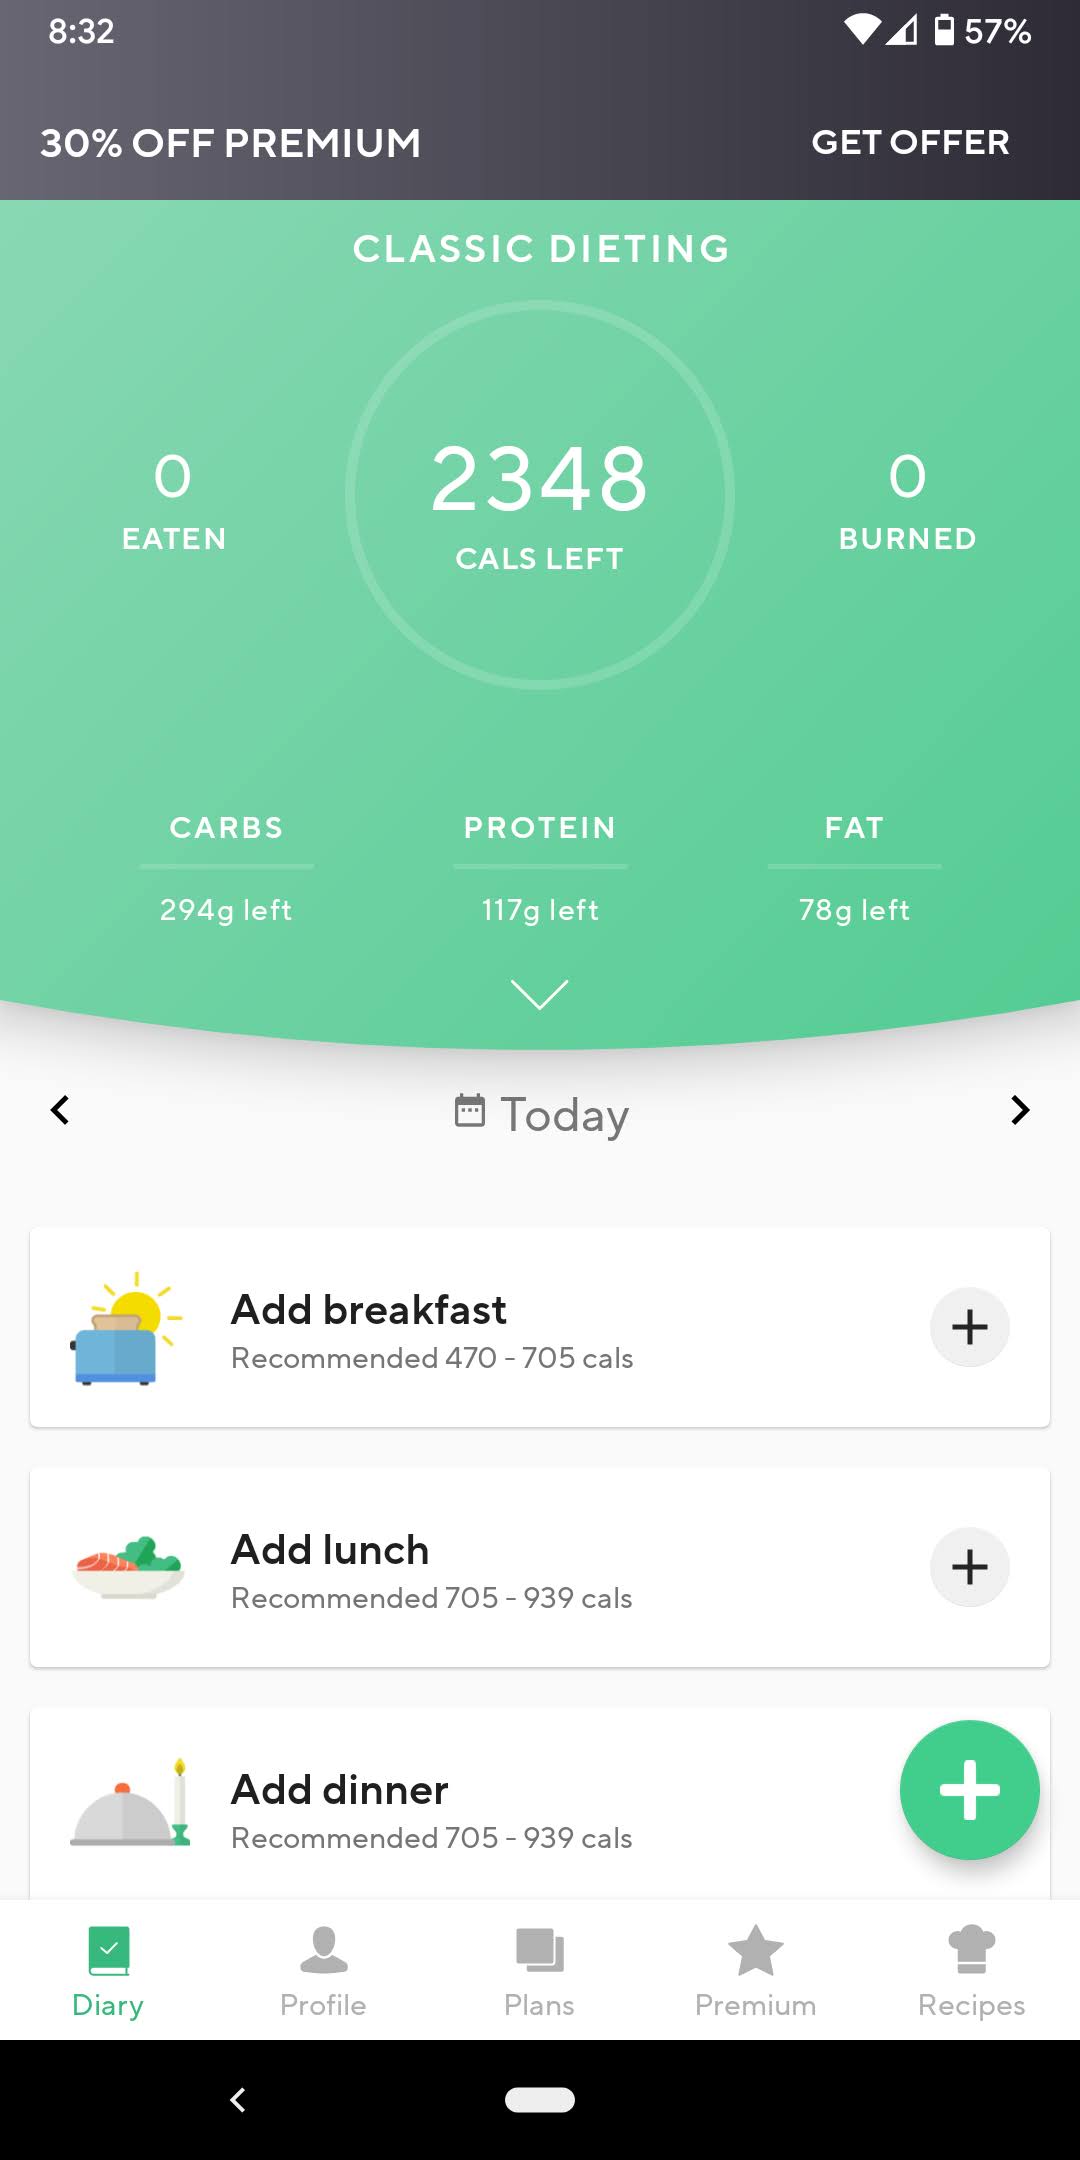 8:32 57%
30% OFF PREMIUM GET OFFER
CLASSIC DIETING
0 2348 0
EATEN CALS LEFT BURNED
CARBS PROTEIN FAT
294g left 117g left 78g left
Today
Add breakfast
Recommended 470 - 705 cals
Add lunch
Recommended 705 - 939 cals
Add dinner
Recommended 705 - 939 cals
Diary Profile Plans Premium Recipes